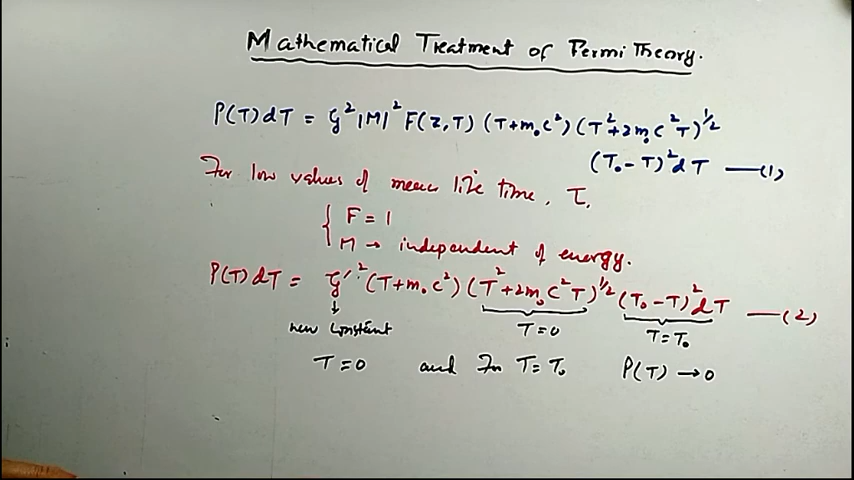 Mathematical Treatment of Fermi Theory.
P(T)dT = G² |M|² F(Z,T) (T+m₀c²) (T²+2m₀c²T)^1/2
(T₀-T)² dT —(1)
For low values of mean life time, τ,
{ F = 1
M → independent of energy.
P(T)dT = G'² (T+m₀c²) (T²+2m₀c²T)^1/2 (T₀-T)² dT —(2)
↓ T=0 T=T₀
new constant
T=0 and for T=T₀ P(T) → 0